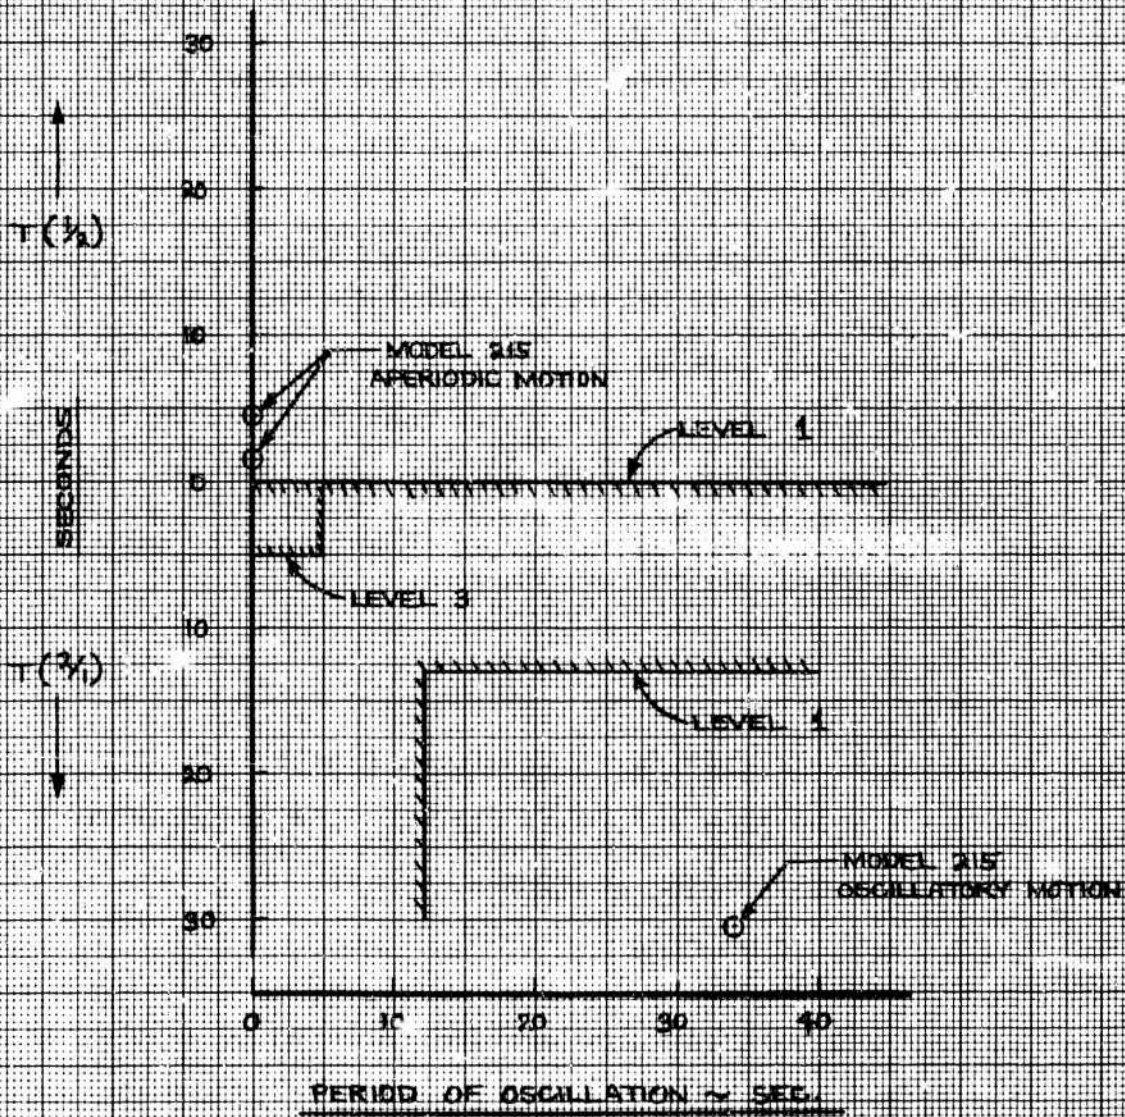 30
20
T(1/2)
10
MODEL 215
APERIODIC MOTION
LEVEL 1
SECONDS
0
LEVEL 3
10
T(2/1)
LEVEL 1
20
MODEL 215
OSCILLATORY MOTION
30
0 10 20 30 40
PERIOD OF OSCILLATION ~ SEC.